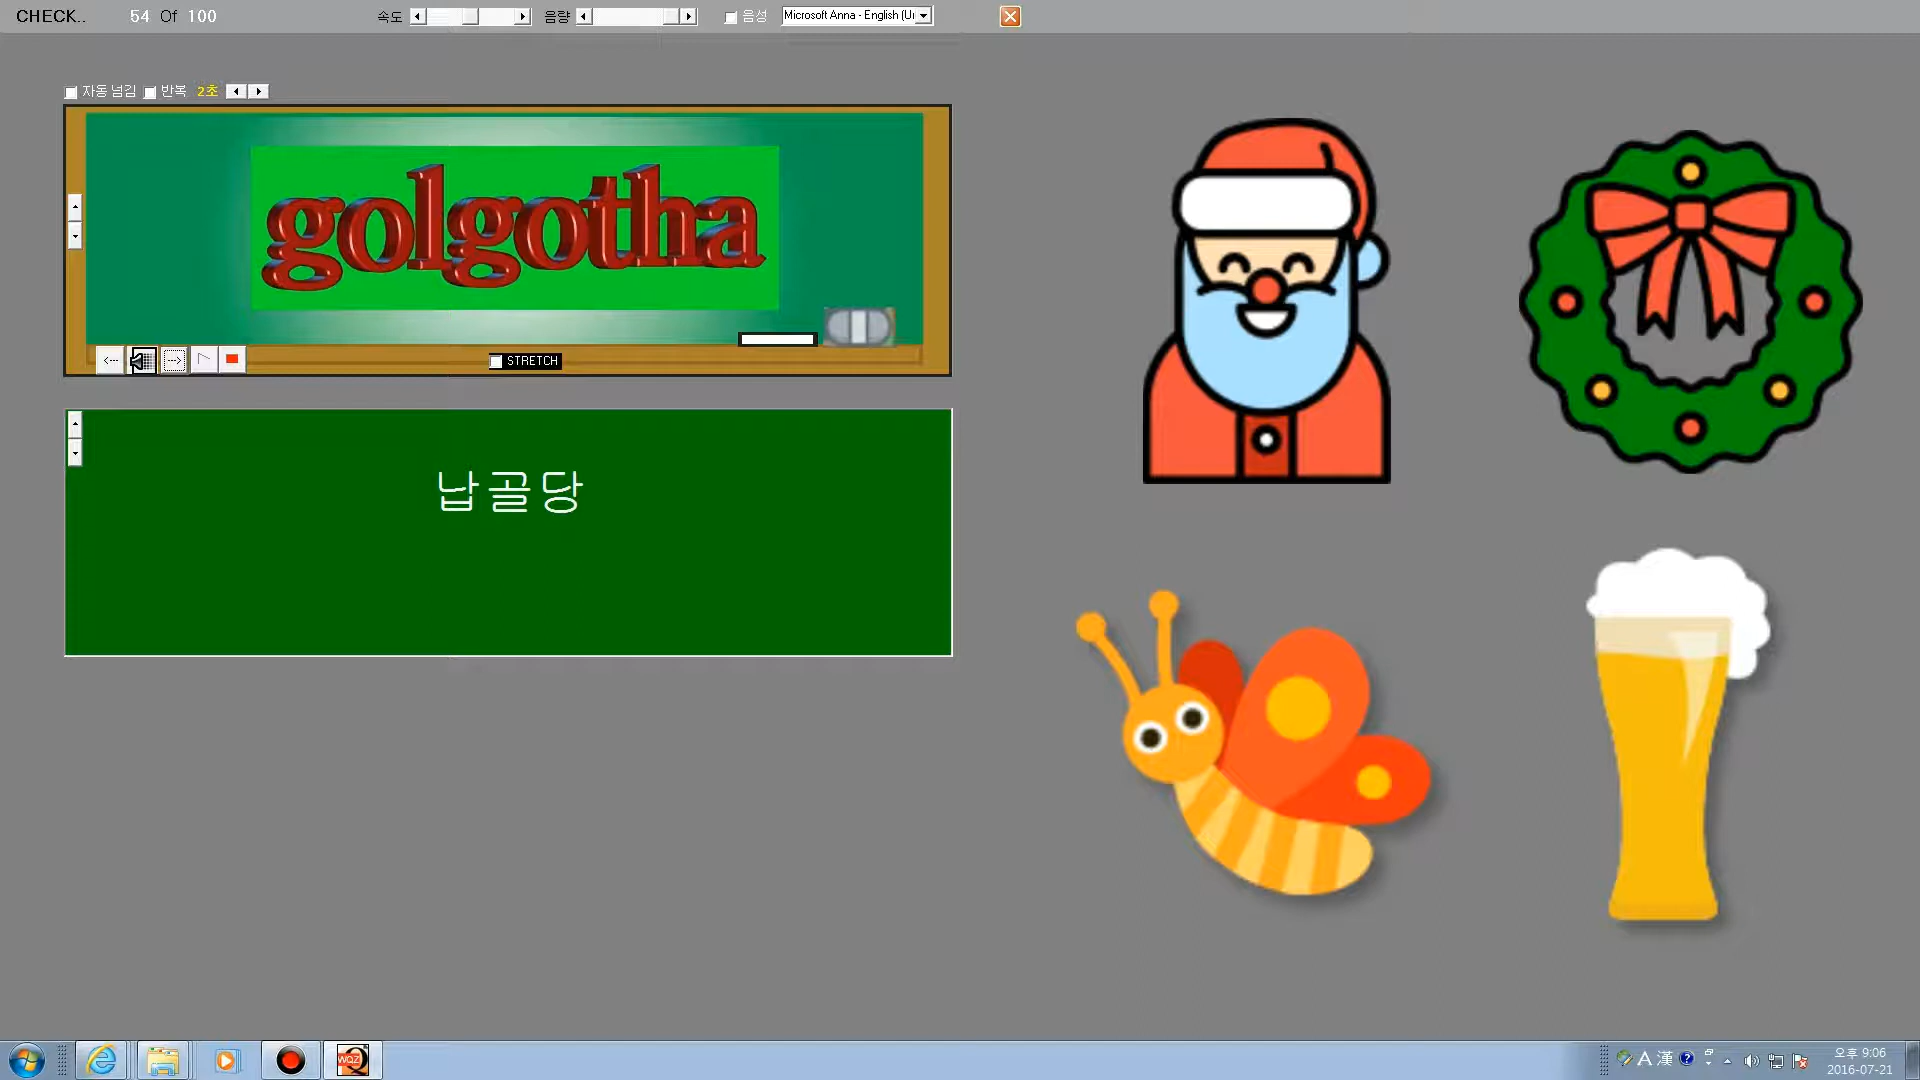 CHECK.. 54 Of 100 속도 음량 음성 Microsoft Anna - English (U
자동 넘김 반복 2초
golgotha
<--- ---> STRETCH
납골당
A 漢 오후 9:06
2016-07-21